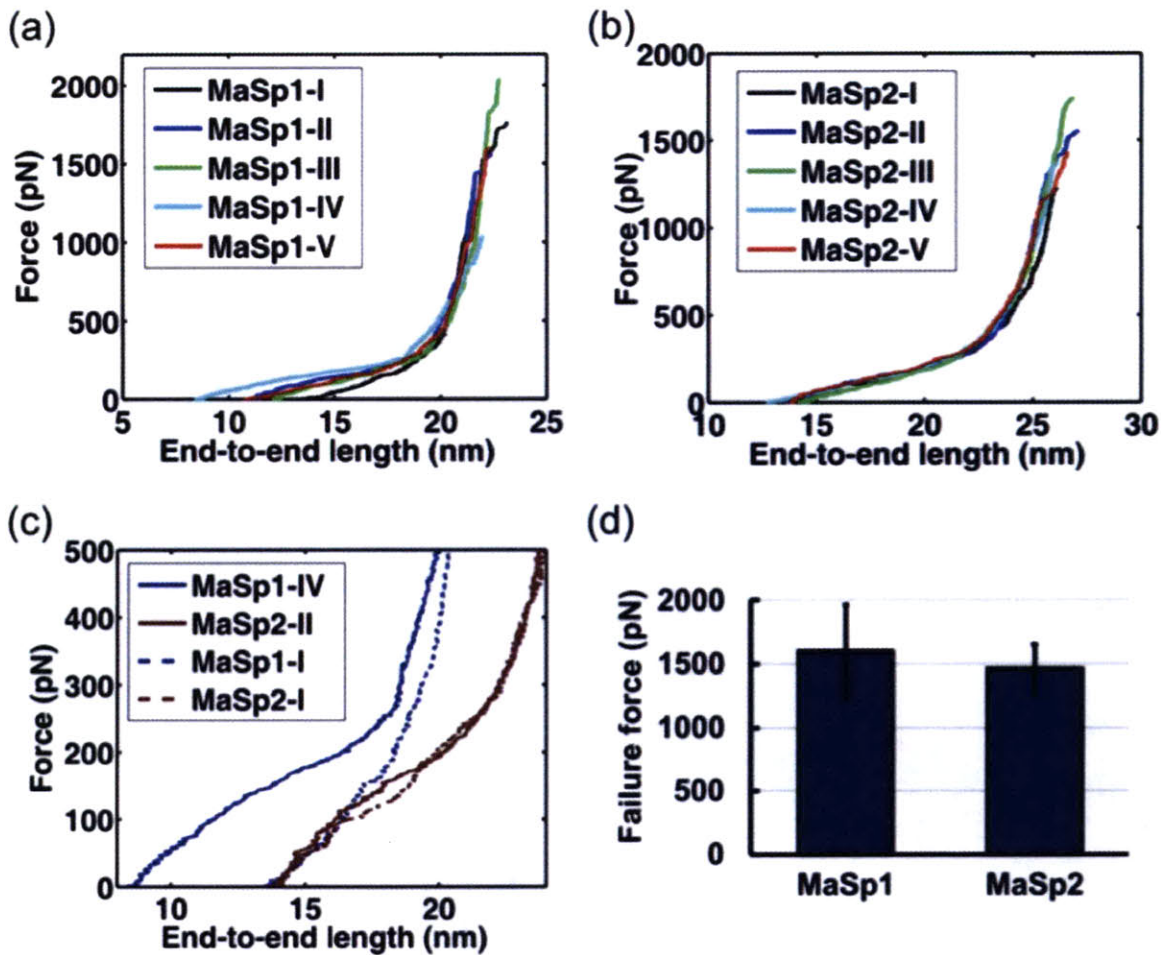 (a)
2000
1500
1000
500
0
Force (pN)
MaSp1-I
MaSp1-II
MaSp1-III
MaSp1-IV
MaSp1-V
5 10 15 20 25
End-to-end length (nm)
(b)
2000
1500
1000
500
0
Force (pN)
MaSp2-I
MaSp2-II
MaSp2-III
MaSp2-IV
MaSp2-V
10 15 20 25 30
End-to-end length (nm)
(c)
500
400
300
200
100
0
Force (pN)
MaSp1-IV
MaSp2-II
MaSp1-I
MaSp2-I
10 15 20
End-to-end length (nm)
(d)
2000
1500
1000
500
0
Failure force (pN)
MaSp1 MaSp2